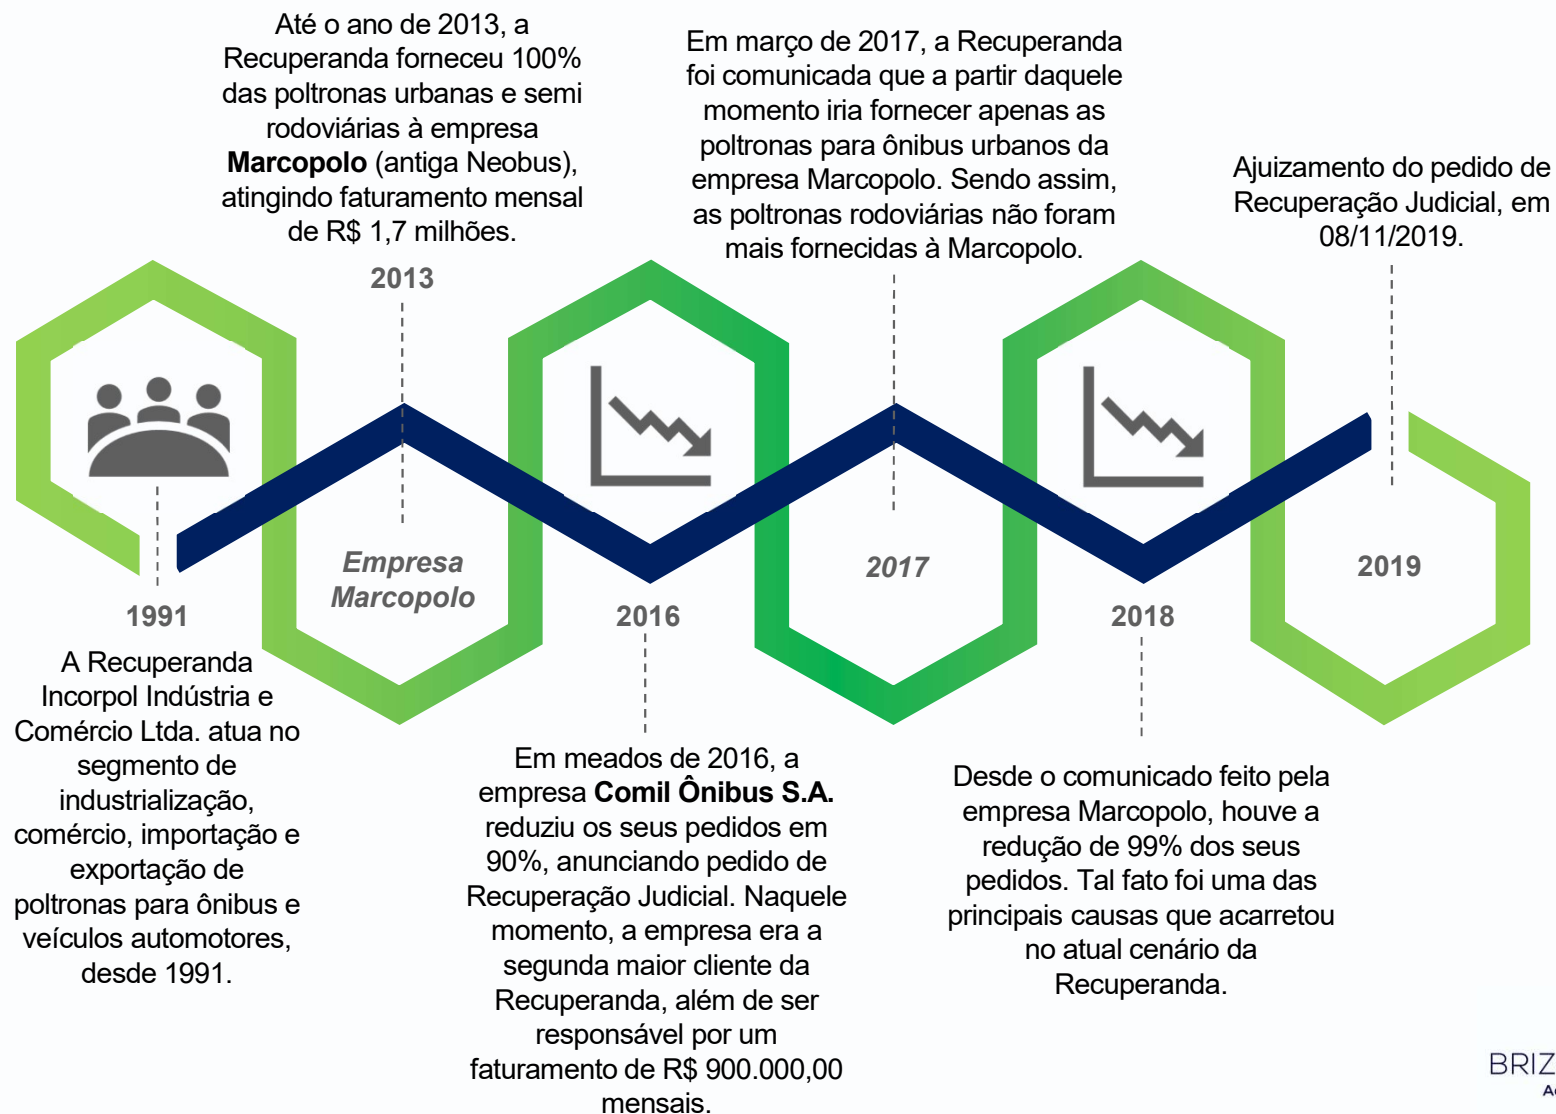 Até o ano de 2013, a
Recuperanda forneceu 100%
das poltronas urbanas e semi
rodoviárias à empresa
Marcopolo (antiga Neobus),
atingindo faturamento mensal
de R$ 1,7 milhões.
2013
Em março de 2017, a Recuperanda
foi comunicada que a partir daquele
momento iria fornecer apenas as
poltronas para ônibus urbanos da
empresa Marcopolo. Sendo assim,
as poltronas rodoviárias não foram
mais fornecidas à Marcopolo.
Ajuizamento do pedido de
Recuperação Judicial, em
08/11/2019.
Empresa
Marcopolo
2017
2019
1991
A Recuperanda
Incorpol Indústria e
Comércio Ltda. atua no
segmento de
industrialização,
comércio, importação e
exportação de
poltronas para ônibus e
veículos automotores,
desde 1991.
2016
Em meados de 2016, a
empresa Comil Ônibus S.A.
reduziu os seus pedidos em
90%, anunciando pedido de
Recuperação Judicial. Naquele
momento, a empresa era a
segunda maior cliente da
Recuperanda, além de ser
responsável por um
faturamento de R$ 900.000,00
mensais.
2018
Desde o comunicado feito pela
empresa Marcopolo, houve a
redução de 99% dos seus
pedidos. Tal fato foi uma das
principais causas que acarretou
no atual cenário da
Recuperanda.
BRIZ